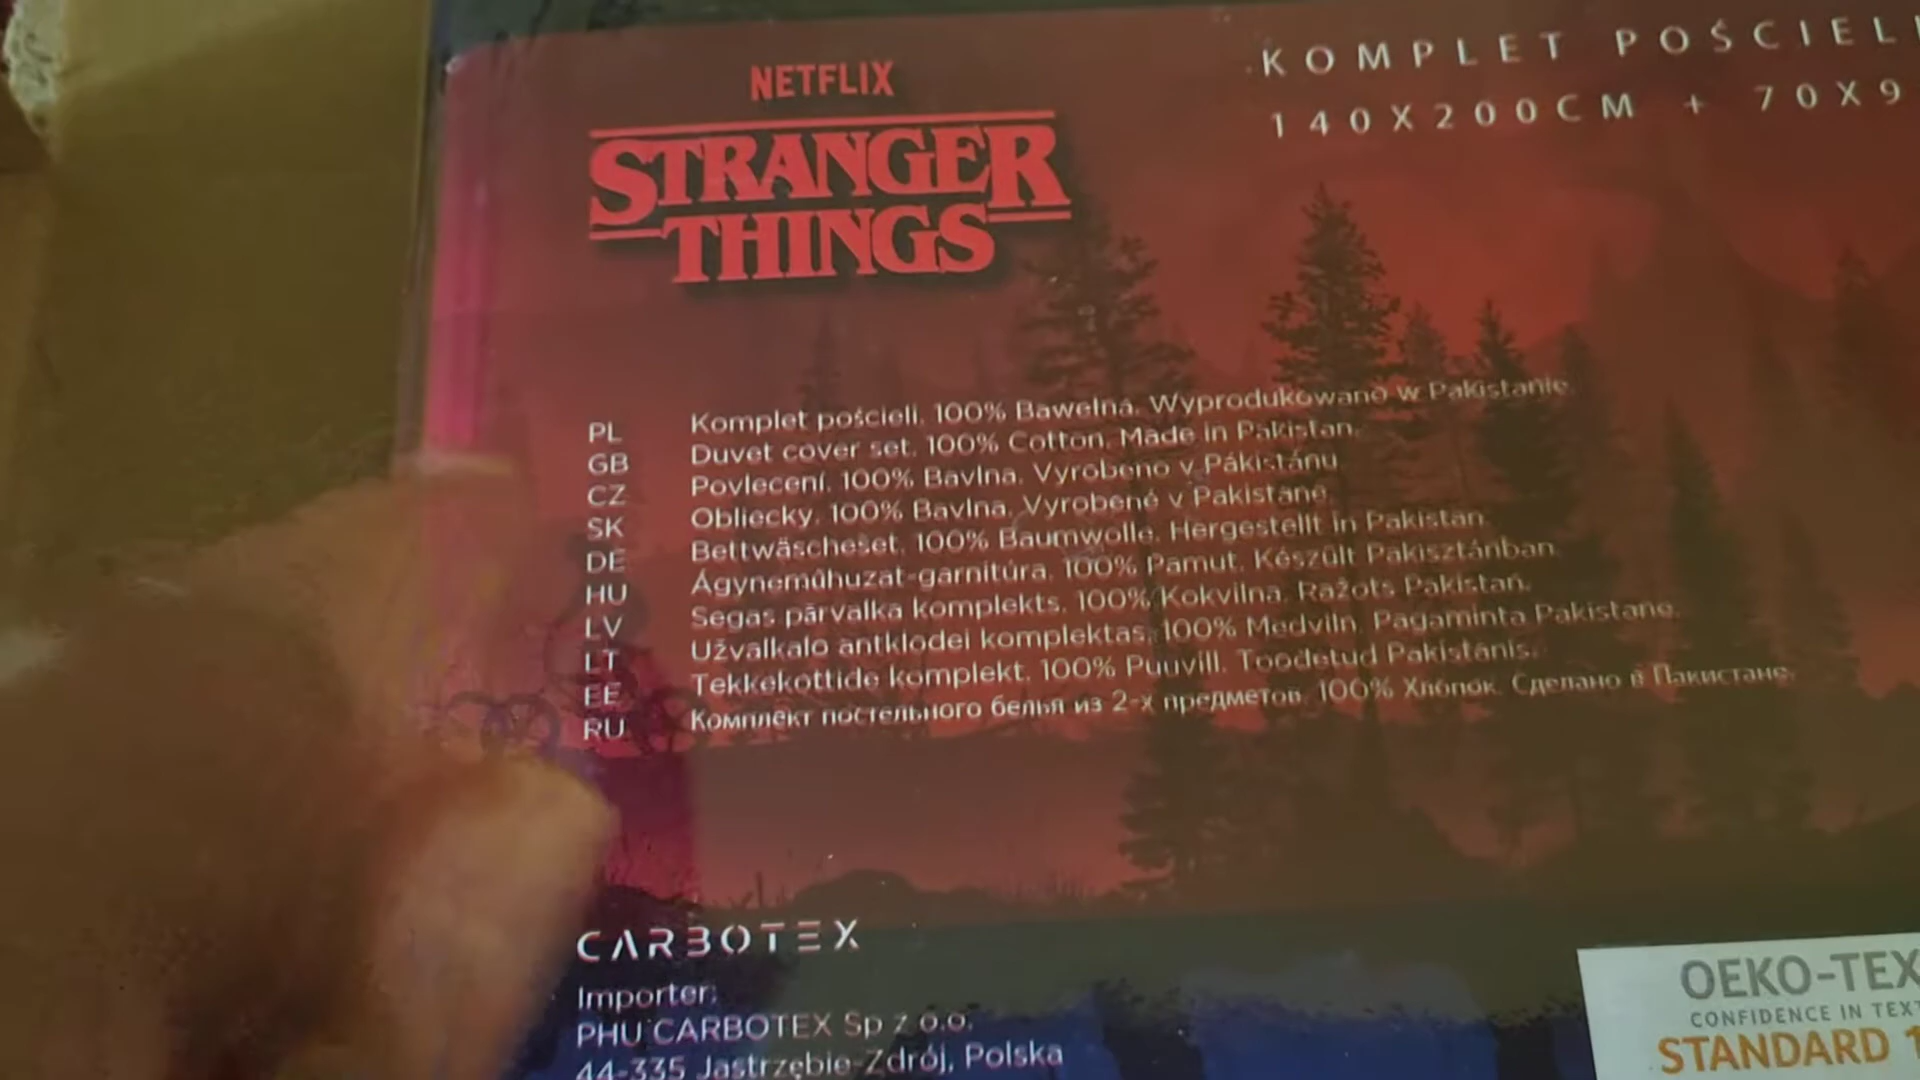 NETFLIX
STRANGER
THINGS
KOMPLET POŚCIELI
140X200CM + 70X9
PL Komplet pościeli. 100% Bawełna. Wyprodukowano w Pakistanie.
GB Duvet cover set. 100% Cotton. Made in Pakistan.
CZ Povlečení. 100% Bavlna. Vyrobeno v Pákistánu.
SK Obliečky. 100% Bavlna. Vyrobené v Pakistane.
DE Bettwäscheset. 100% Baumwolle. Hergestellt in Pakistan.
HU Ágyneműhuzat-garnitúra. 100% Pamut. Készült Pakisztánban.
LV Segas pārvalka komplekts. 100% Kokvilna. Ražots Pakistan.
LT Užvalkalo antklodei komplektas. 100% Medviln. Pagaminta Pakistane.
EE Tekkekottide komplekt. 100% Puuvill. Toodetud Pakistanis.
RU Комплект постельного белья из 2-х предметов. 100% Хлопок. Сделано в Пакистане.
CARBOTEX
Importer:
PHU CARBOTEX Sp z o.o.
44-335 Jastrzębie-Zdrój, Polska
OEKO-TEX
CONFIDENCE IN TEXT
STANDARD 1